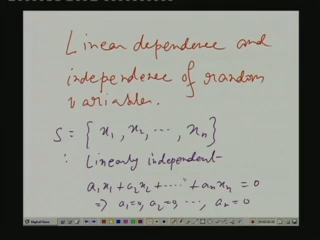 Linear dependence and
independence of random
variables.
S = { x₁, x₂, ⋯, xₙ }
: Linearly independent
a₁x₁ + a₂x₂ + ⋯⋯ + aₙxₙ = 0
⇒ a₁=0, a₂=0, ⋯, aₙ=0